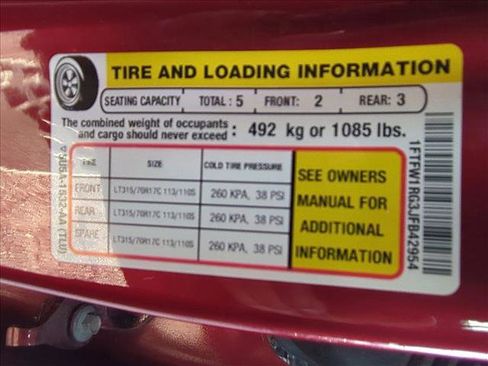 TIRE AND LOADING INFORMATION
SEATING CAPACITY TOTAL : 5 FRONT: 2 REAR: 3
The combined weight of occupants
and cargo should never exceed : 492 kg or 1085 lbs.
TIRE SIZE COLD TIRE PRESSURE
FRONT LT315/70R17C 113/110S 260 KPA, 38 PSI
REAR LT315/70R17C 113/110S 260 KPA, 38 PSI
SPARE LT315/70R17C 113/110S 260 KPA, 38 PSI
SEE OWNERS
MANUAL FOR
ADDITIONAL
INFORMATION
1FTFW1RG3JFB42954